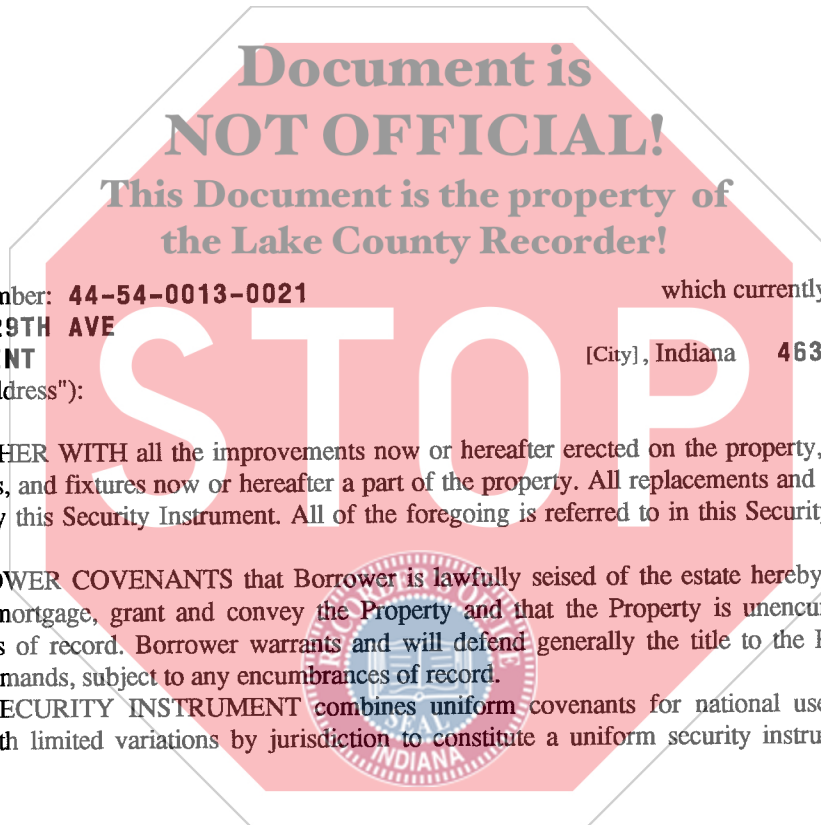 Document is
NOT OFFICIAL!
This Document is the property of
the Lake County Recorder!
mber: 44-54-0013-0021 which currently
29TH AVE
NT [City], Indiana 463
ldress"):
STOP
HER WITH all the improvements now or hereafter erected on the property,
s, and fixtures now or hereafter a part of the property. All replacements and
y this Security Instrument. All of the foregoing is referred to in this Security
OWER COVENANTS that Borrower is lawfully seised of the estate hereby
mortgage, grant and convey the Property and that the Property is unencu
s of record. Borrower warrants and will defend generally the title to the
mands, subject to any encumbrances of record.
ECURITY INSTRUMENT combines uniform covenants for national use
th limited variations by jurisdiction to constitute a uniform security instru
SEAL
INDIANA